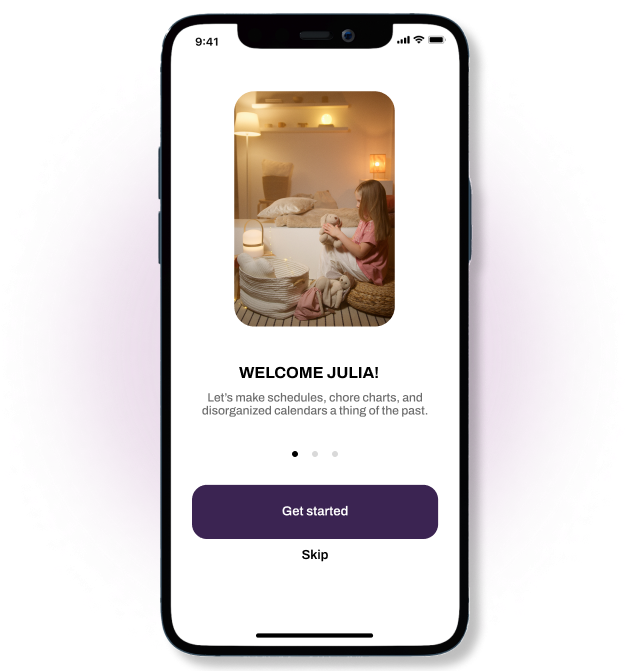 9:41
WELCOME JULIA!
Let's make schedules, chore charts, and
disorganized calendars a thing of the past.
Get started
Skip